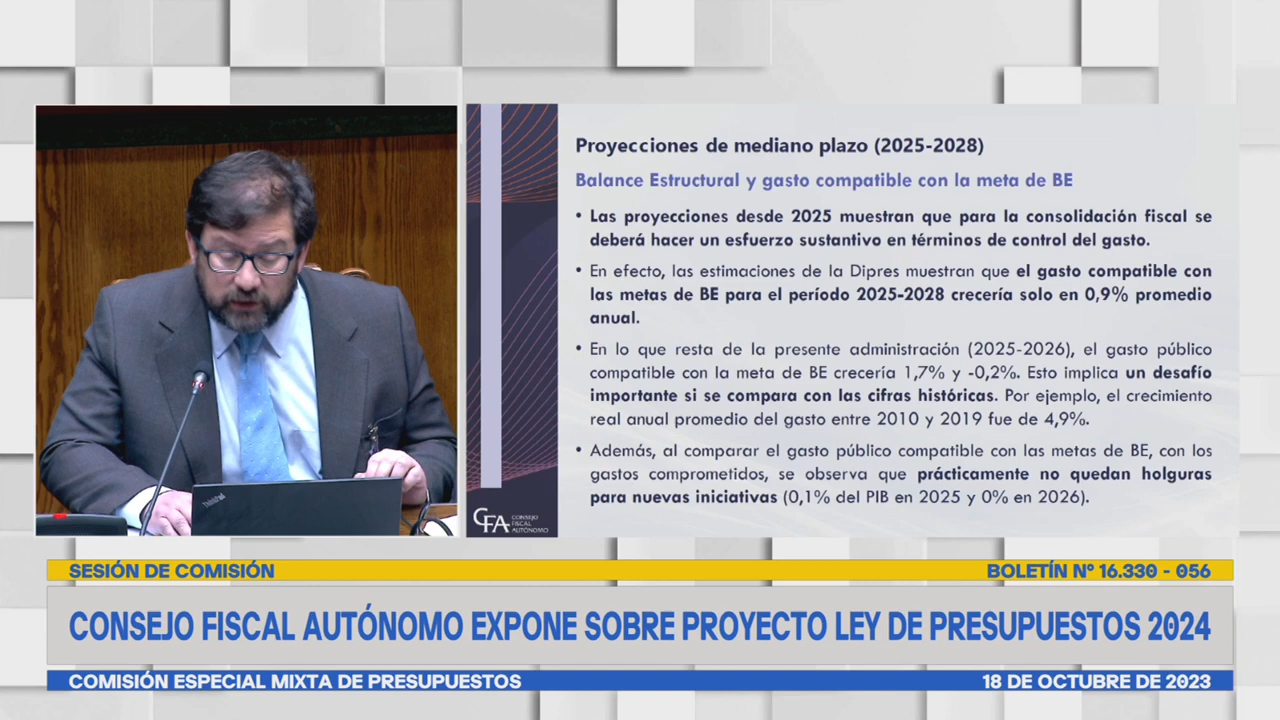 Proyecciones de mediano plazo (2025-2028)
Balance Estructural y gasto compatible con la meta de BE
• Las proyecciones desde 2025 muestran que para la consolidación fiscal se
deberá hacer un esfuerzo sustantivo en términos de control del gasto.
• En efecto, las estimaciones de la Dipres muestran que el gasto compatible con
las metas de BE para el período 2025-2028 crecería solo en 0,9% promedio
anual.
• En lo que resta de la presente administración (2025-2026), el gasto público
compatible con la meta de BE crecería 1,7% y -0,2%. Esto implica un desafío
importante si se compara con las cifras históricas. Por ejemplo, el crecimiento
real anual promedio del gasto entre 2010 y 2019 fue de 4,9%.
• Además, al comparar el gasto público compatible con las metas de BE, con los
gastos comprometidos, se observa que prácticamente no quedan holguras
para nuevas iniciativas (0,1% del PIB en 2025 y 0% en 2026).
ThinkPad
CFA CONSEJO
FISCAL
AUTÓNOMO
SESIÓN DE COMISIÓN
BOLETÍN N° 16.330 - 056
CONSEJO FISCAL AUTÓNOMO EXPONE SOBRE PROYECTO LEY DE PRESUPUESTOS 2024
COMISIÓN ESPECIAL MIXTA DE PRESUPUESTOS
18 DE OCTUBRE DE 2023